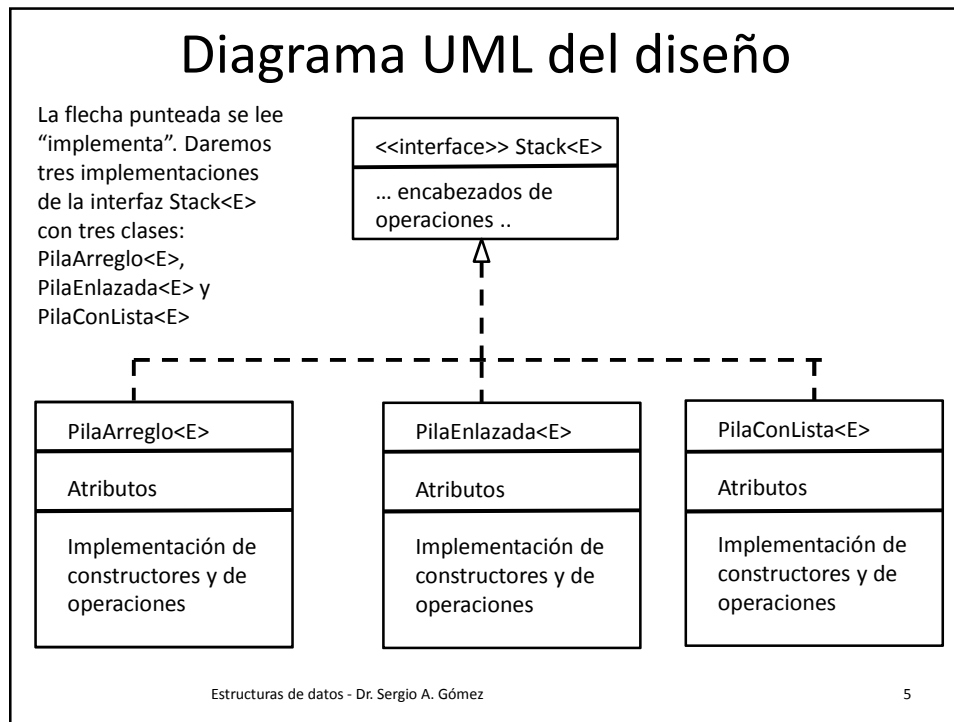 Diagrama UML del diseño
La flecha punteada se lee
“implementa”. Daremos
tres implementaciones
de la interfaz Stack<E>
con tres clases:
PilaArreglo<E>,
PilaEnlazada<E> y
PilaConLista<E>
<<interface>> Stack<E>
... encabezados de
operaciones ..
PilaArreglo<E>
Atributos
Implementación de
constructores y de
operaciones
PilaEnlazada<E>
Atributos
Implementación de
constructores y de
operaciones
PilaConLista<E>
Atributos
Implementación de
constructores y de
operaciones
Estructuras de datos - Dr. Sergio A. Gómez
5